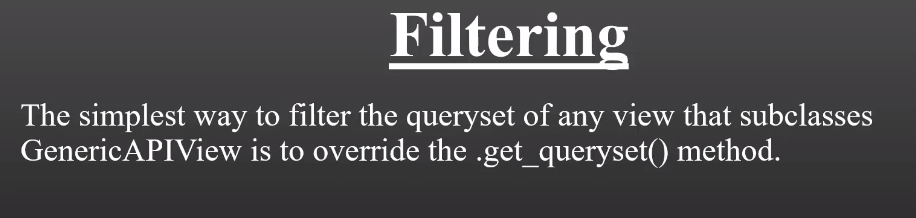 Filtering
The simplest way to filter the queryset of any view that subclasses
GenericAPIView is to override the .get_queryset() method.